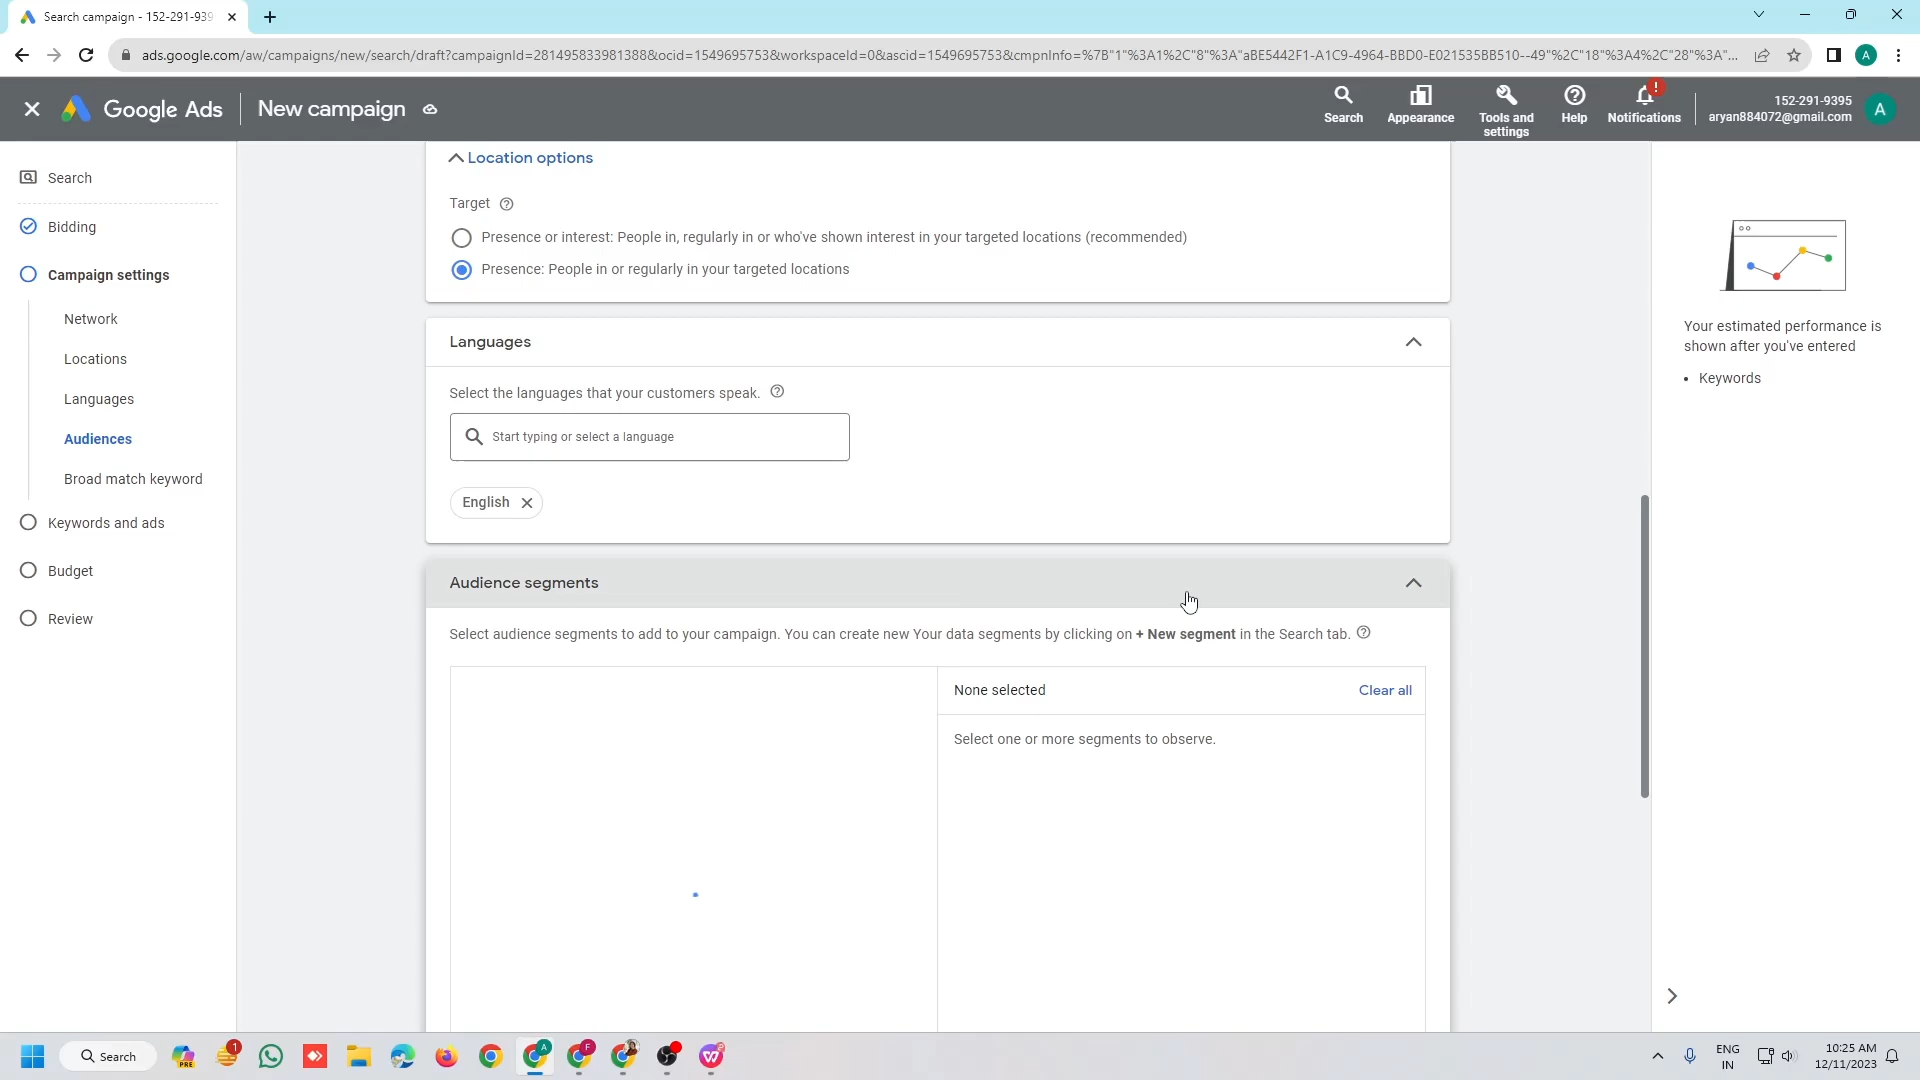 Search campaign - 152-291-939
ads.google.com/aw/campaigns/new/search/draft?campaignId=281495833981388&ocid=1549695753&workspaceId=0&ascid=1549695753&cmpnInfo=%7B"1"%3A1%2C"8"%3A"aBE5442F1-A1C9-4964-BBD0-E021535BB510--49"%2C"18"%3A4%2C"28"%3A"...
A
Google Ads
New campaign
Search
Appearance
Tools and
settings
Help
!
Notifications
152-291-9395
aryan884072@gmail.com
A
Search
Bidding
Campaign settings
Network
Locations
Languages
Audiences
Broad match keyword
Keywords and ads
Budget
Review
Location options
Target
Presence or interest: People in, regularly in or who've shown interest in your targeted locations (recommended)
Presence: People in or regularly in your targeted locations
Languages
Select the languages that your customers speak.
Start typing or select a language
English
Audience segments
Select audience segments to add to your campaign. You can create new Your data segments by clicking on + New segment in the Search tab.
None selected
Clear all
Select one or more segments to observe.
Your estimated performance is
shown after you've entered
• Keywords
Search
PRE
1
A
F
ENG
IN
10:25 AM
12/11/2023